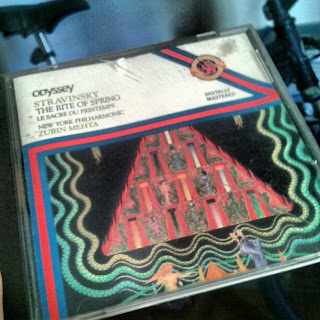 odyssey
STRAVINSKY
THE RITE OF SPRING
LE SACRE DU PRINTEMPS
NEW YORK PHILHARMONIC
ZUBIN MEHTA
DIGITALLY
MASTERED